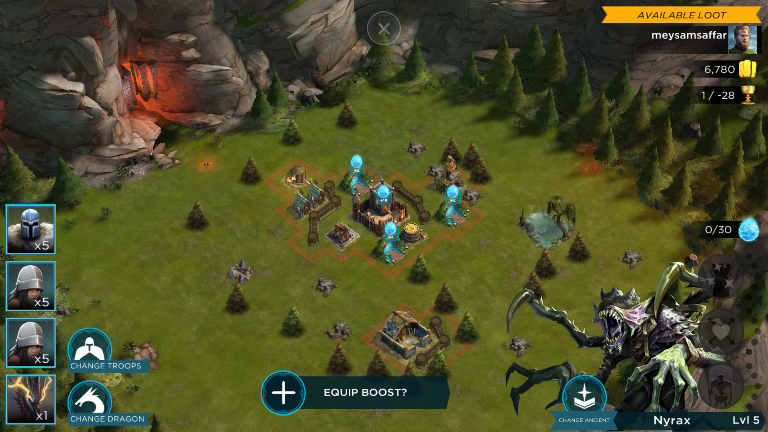 AVAILABLE LOOT
meysamsaffar
6,780
1 / -28
0/30
x5
x5
x5
x1
CHANGE TROOPS
CHANGE DRAGON
EQUIP BOOST?
CHANGE ANCIENT
Nyrax
Lvl 5